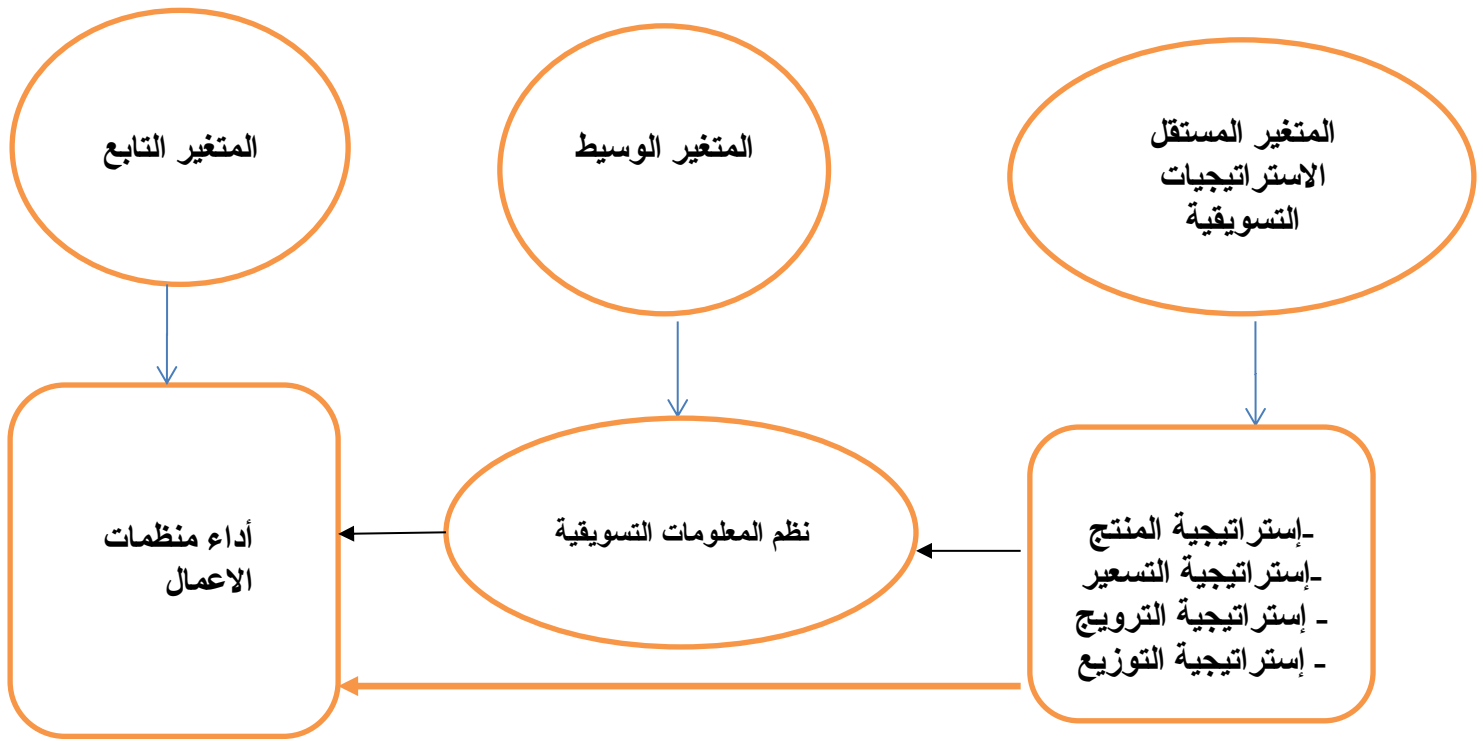 المتغير المستقل
الاستراتيجيات
التسويقية
المتغير الوسيط
المتغير التابع
-إستراتيجية المنتج
-إستراتيجية التسعير
- إستراتيجية الترويج
- إستراتيجية التوزيع
نظم المعلومات التسويقية
أداء منظمات
الاعمال